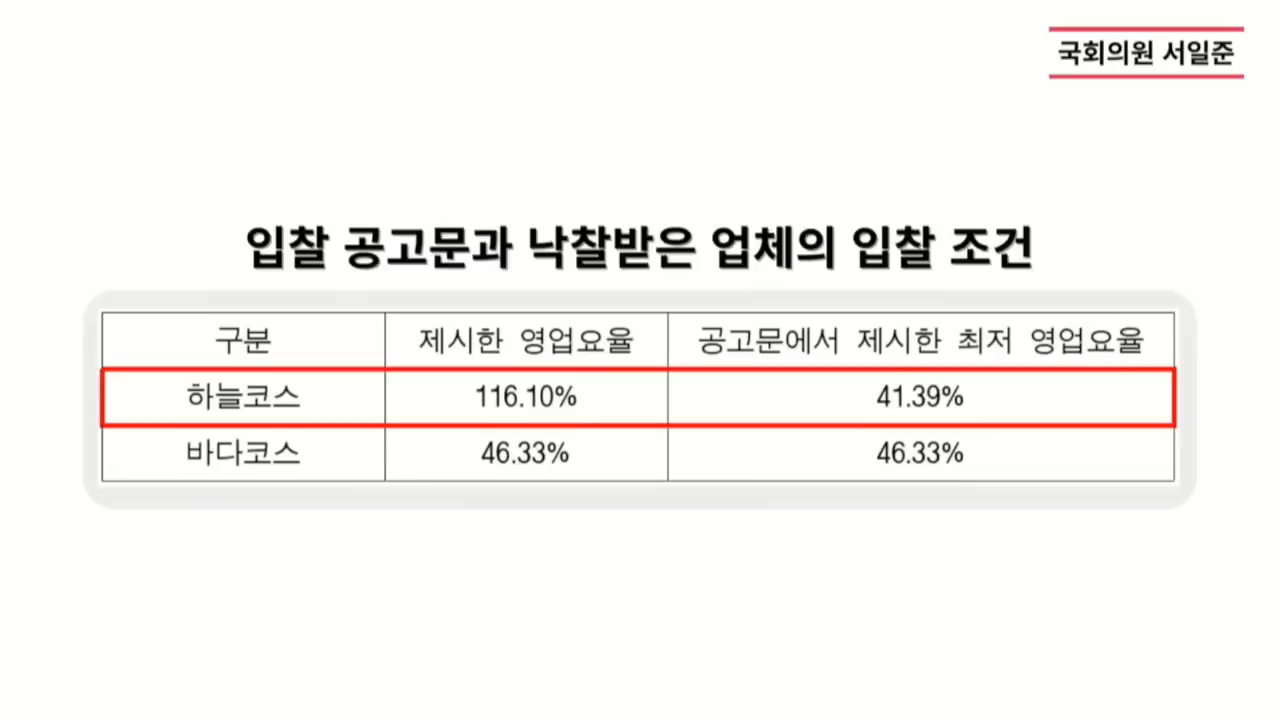 국회의원 서일준
입찰 공고문과 낙찰받은 업체의 입찰 조건
구분 제시한 영업요율 공고문에서 제시한 최저 영업요율
하늘코스 116.10% 41.39%
바다코스 46.33% 46.33%